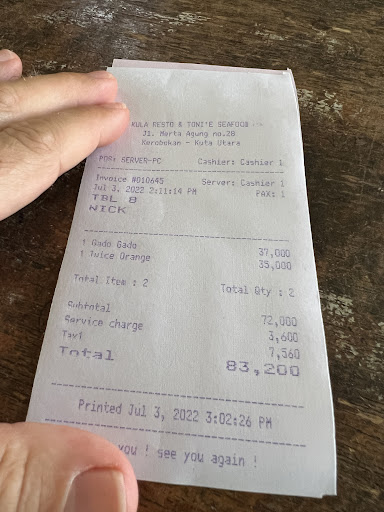 KULA RESTO & TONI'E SEAFOOD
Jl. Merta Agung no.28
Kerobokan - Kuta Utara
POS: SERVER-PC Cashier: Cashier 1
Invoice #010645 Server: Cashier 1
Jul 3, 2022 2:11:14 PM PAX: 1
TBL 8
NICK
1 Gado Gado 37,000
1 Juice Orange 35,000
Total Item : 2 Total Qty : 2
Subtotal 72,000
Service charge 3,600
Tax1 7,560
Total 83,200
Printed Jul 3, 2022 3:02:26 PM
you ! see you again !